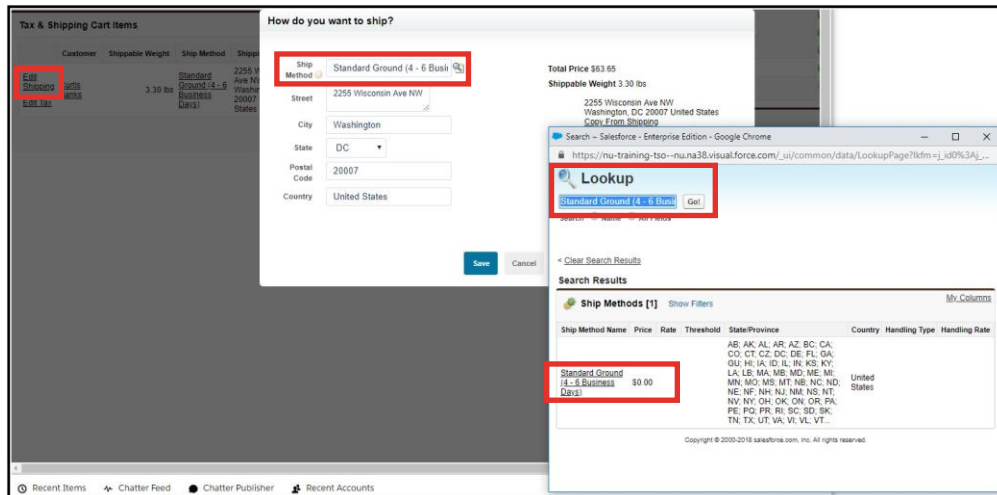 Tax & Shipping Cart Items
Customer Shippable Weight Ship Method
Edit
Shipping
Edit Tax
3.30 lbs
Standard
Ground (4 - 6
Business
Days)
2255
Ave NW
20007
States
How do you want to ship?
Ship
Method
Standard Ground (4 - 6 Busin
Street
2255 Wisconsin Ave NW
City
Washington
State
DC
Postal
Code
20007
Country
United States
Total Price $63.65
Shippable Weight 3.30 lbs
2255 Wisconsin Ave NW
Washington, DC 20007 United States
Copy From Shipping
Save Cancel
Search ~ Salesforce - Enterprise Edition - Google Chrome
https://nu-training-tso--nu.na38.visual.force.com/_ui/common/data/LookupPage?lkfm=j_id0%3Aj_...
Lookup
Standard Ground (4 - 6 Busi
Go!
Search Name All Fields
< Clear Search Results
Search Results
Ship Methods [1] Show Filters
My Columns
Ship Method Name Price Rate Threshold State/Province Country Handling Type Handling Rate
Standard Ground
(4 - 6 Business
Days)
$0.00
AB; AK; AL; AR; AZ; BC; CA;
CO; CT; CZ; DC; DE; FL; GA;
GU; HI; IA; ID; IL; IN; KS; KY;
LA; LB; MA; MB; MD; ME; MI;
MN; MO; MS; MT; NB; NC; ND;
NE; NF; NH; NJ; NM; NS; NT;
NV; NY; OH; OK; ON; OR; PA;
PE; PQ; PR; RI; SC; SD; SK;
TN; TX; UT; VA; VI; VL; VT...
United
States
Copyright © 2000-2018 salesforce.com, inc. All rights reserved.
Recent Items Chatter Feed Chatter Publisher Recent Accounts